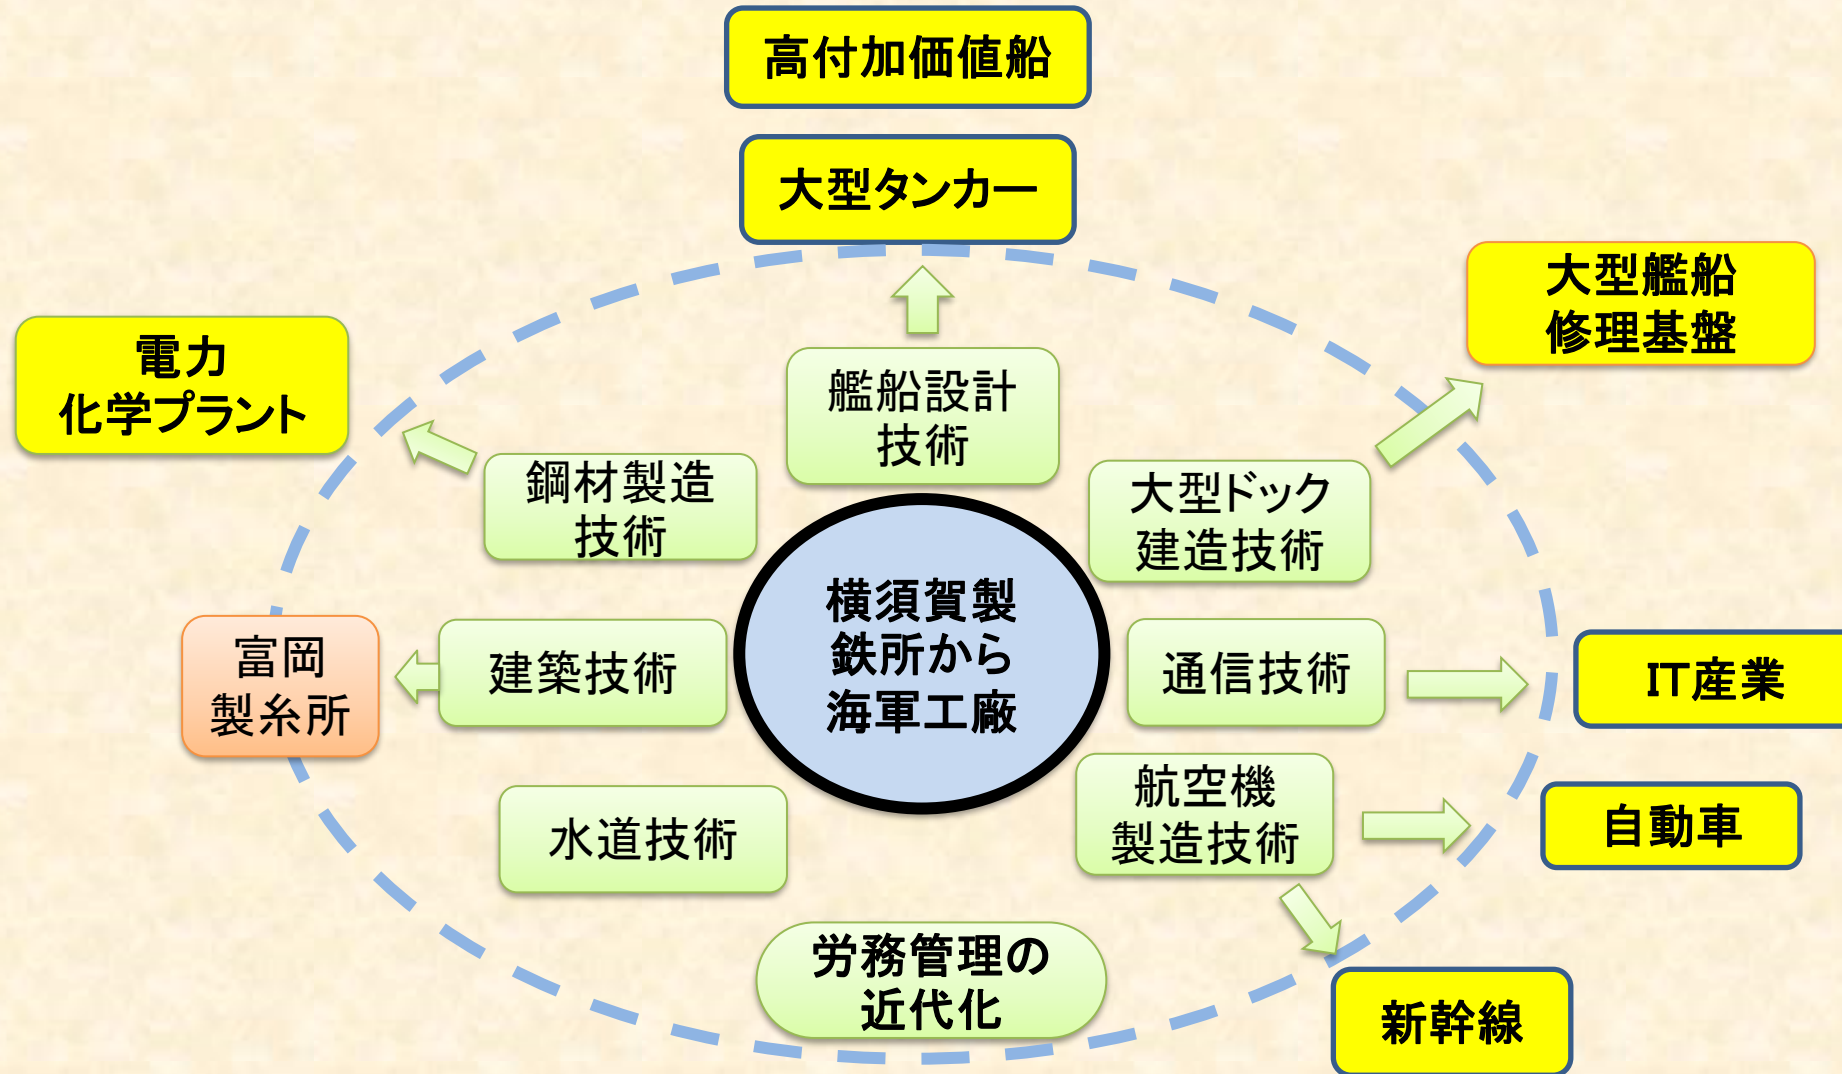 高付加価値船
大型タンカー
大型艦船
修理基盤
電力
化学プラント
艦船設計
技術
鋼材製造
技術
大型ドック
建造技術
横須賀製
鉄所から
海軍工廠
富岡
製糸所
建築技術
通信技術
IT産業
航空機
製造技術
自動車
水道技術
労務管理の
近代化
新幹線